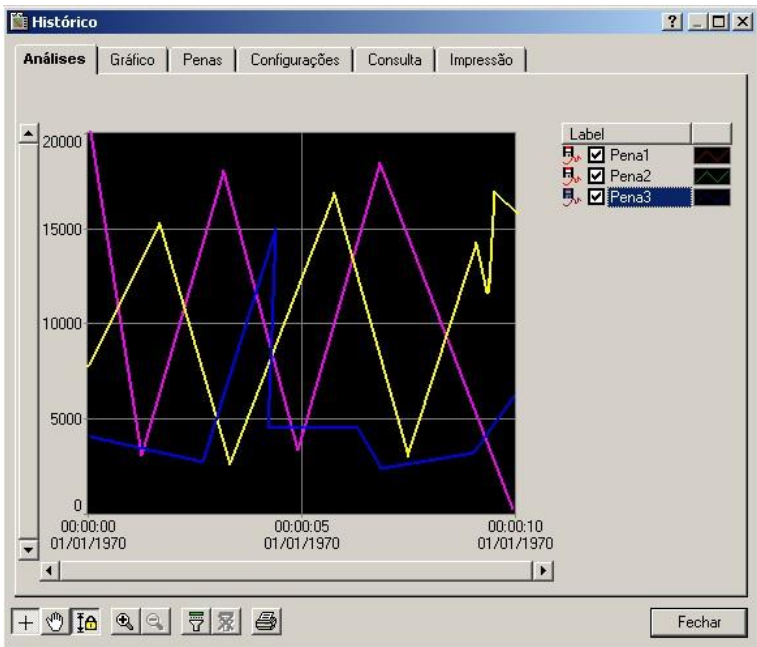 Histórico
Análises Gráfico Penas Configurações Consulta Impressão
Label
Pena1
Pena2
Pena3
20000
15000
10000
5000
0
00:00:00 00:00:05 00:00:10
01/01/1970 01/01/1970 01/01/1970
Fechar